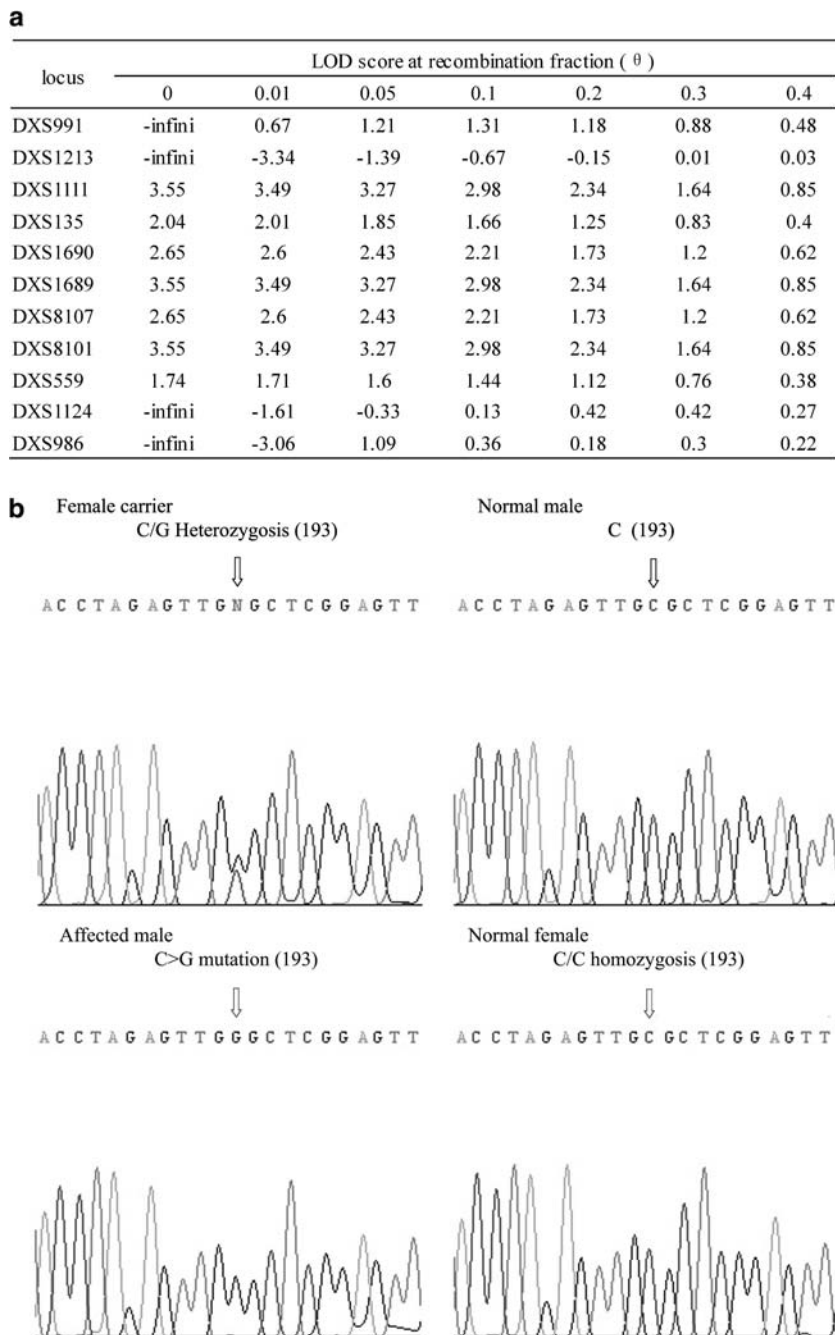 a
locus LOD score at recombination fraction ( θ )
0 0.01 0.05 0.1 0.2 0.3 0.4
DXS991 -infini 0.67 1.21 1.31 1.18 0.88 0.48
DXS1213 -infini -3.34 -1.39 -0.67 -0.15 0.01 0.03
DXS1111 3.55 3.49 3.27 2.98 2.34 1.64 0.85
DXS135 2.04 2.01 1.85 1.66 1.25 0.83 0.4
DXS1690 2.65 2.6 2.43 2.21 1.73 1.2 0.62
DXS1689 3.55 3.49 3.27 2.98 2.34 1.64 0.85
DXS8107 2.65 2.6 2.43 2.21 1.73 1.2 0.62
DXS8101 3.55 3.49 3.27 2.98 2.34 1.64 0.85
DXS559 1.74 1.71 1.6 1.44 1.12 0.76 0.38
DXS1124 -infini -1.61 -0.33 0.13 0.42 0.42 0.27
DXS986 -infini -3.06 1.09 0.36 0.18 0.3 0.22
b
Female carrier
C/G Heterozygosis (193)
A C C T A G A G T T G N G C T C G G A G T T
Normal male
C (193)
A C C T A G A G T T G C G C T C G G A G T T
Affected male
C>G mutation (193)
A C C T A G A G T T G G G C T C G G A G T T
Normal female
C/C homozygosis (193)
A C C T A G A G T T G C G C T C G G A G T T